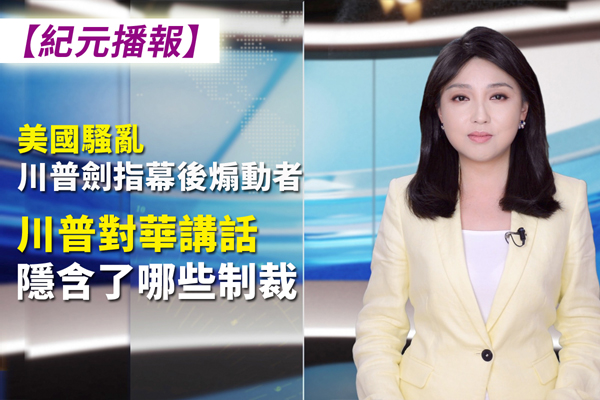 【紀元播報】
美國騷亂
川普劍指幕後煽動者
川普對華講話
隱含了哪些制裁